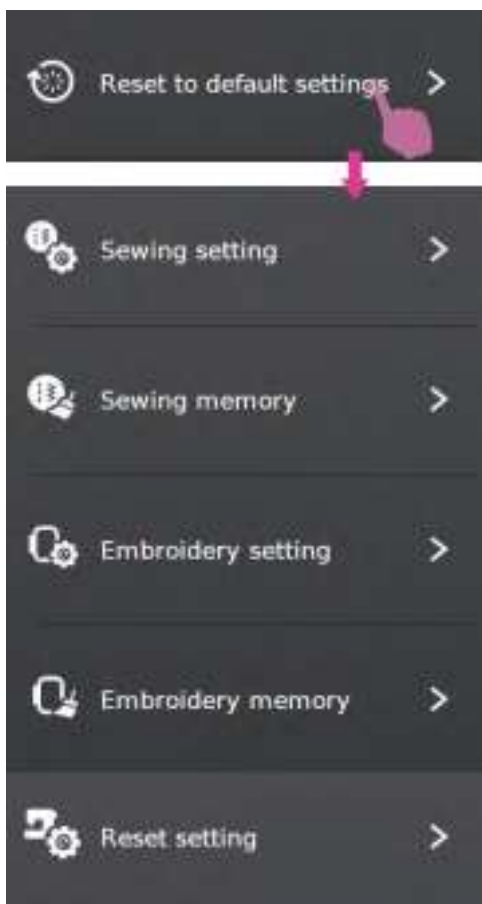 Reset to default settings
Sewing setting
Sewing memory
Embroidery setting
Embroidery memory
Reset setting